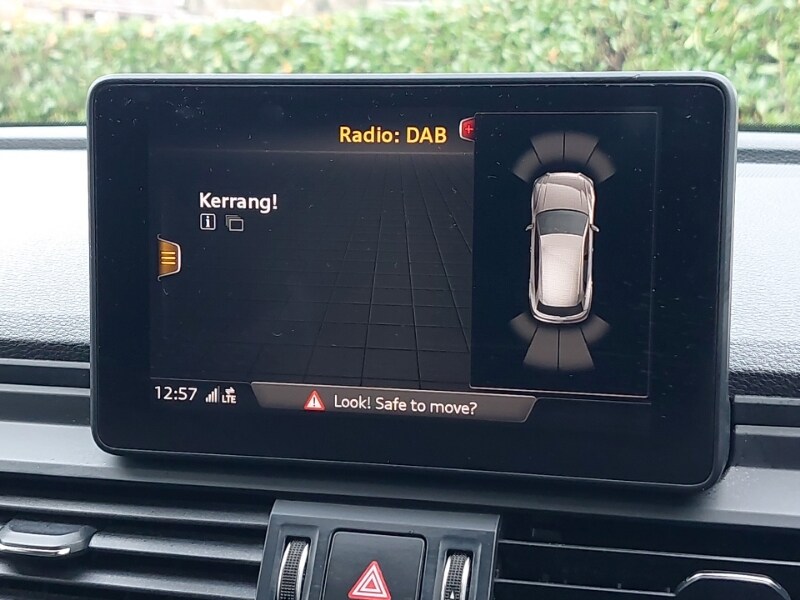 Radio: DAB
Kerrang!
12:57 LTE
Look! Safe to move?